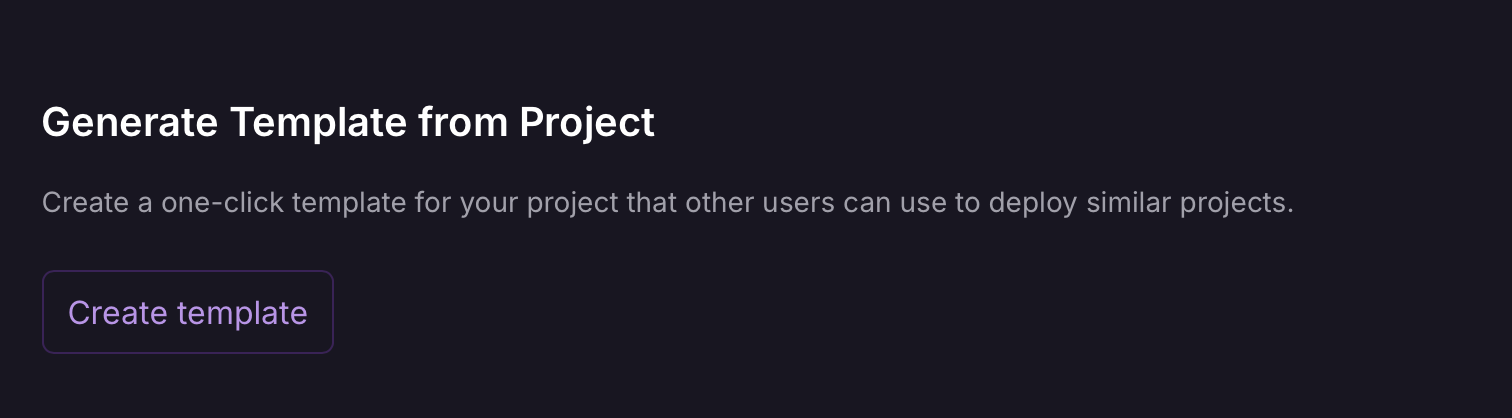 Generate Template from Project
Create a one-click template for your project that other users can use to deploy similar projects.
Create template